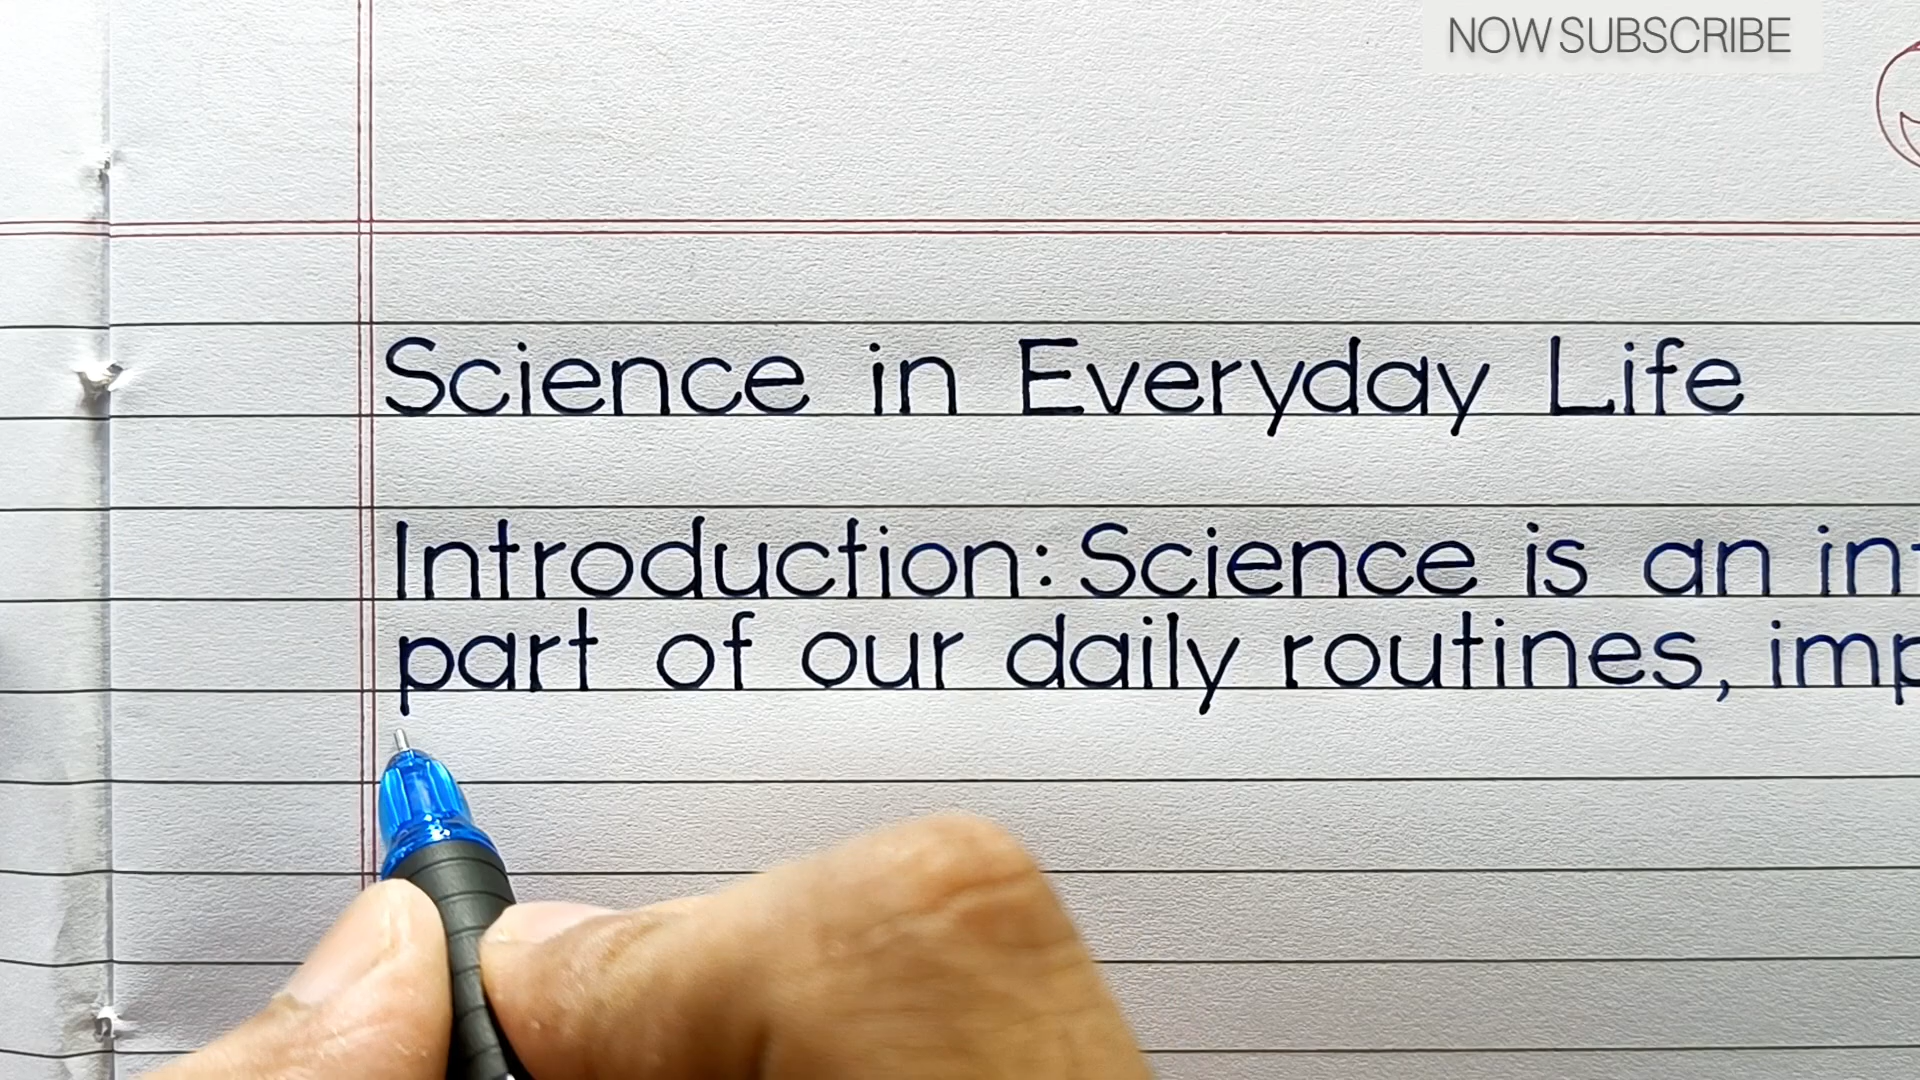 NOW SUBSCRIBE
Science in Everyday Life
Introduction: Science is an
part of our daily routines,